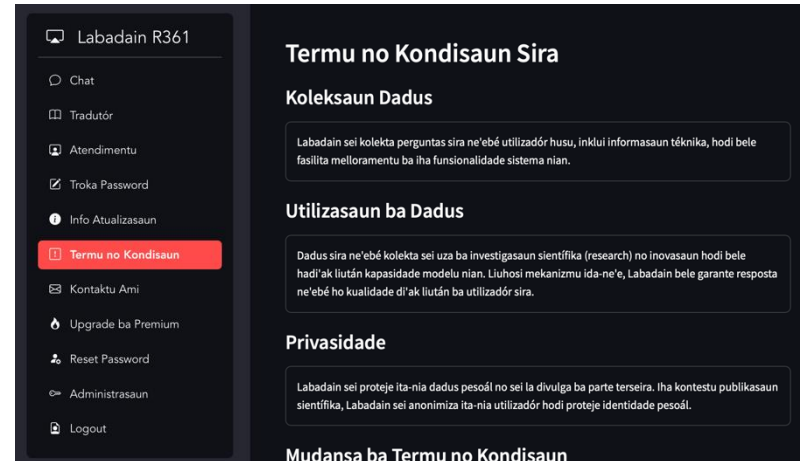 Labadain R361
Chat
Tradutór
Atendimentu
Troka Password
Info Atualizasaun
Termu no Kondisaun
Kontaktu Ami
Upgrade ba Premium
Reset Password
Administrasaun
Logout
Termu no Kondisaun Sira
Koleksaun Dadus
Labadain sei kolekta perguntas sira ne'ebé utilizadór husu, inklui informasaun téknika, hodi bele
fasilita melloramentu ba iha funsionalidade sistema nian.
Utilizasaun ba Dadus
Dadus sira ne'ebé kolekta sei uza ba investigasaun sientífika (research) no inovasaun hodi bele
hadi'ak liután kapasidade modelu nian. Liuhosi mekanizmu ida-ne'e, Labadain bele garante resposta
ne'ebé ho kualidade di'ak liután ba utilizadór sira.
Privasidade
Labadain sei proteje ita-nia dadus pesoál no sei la divulga ba parte terseira. Iha kontestu publikasaun
sientífika, Labadain sei anonimiza ita-nia utilizadór hodi proteje identidade pesoál.
Mudansa ba Termu no Kondisaun